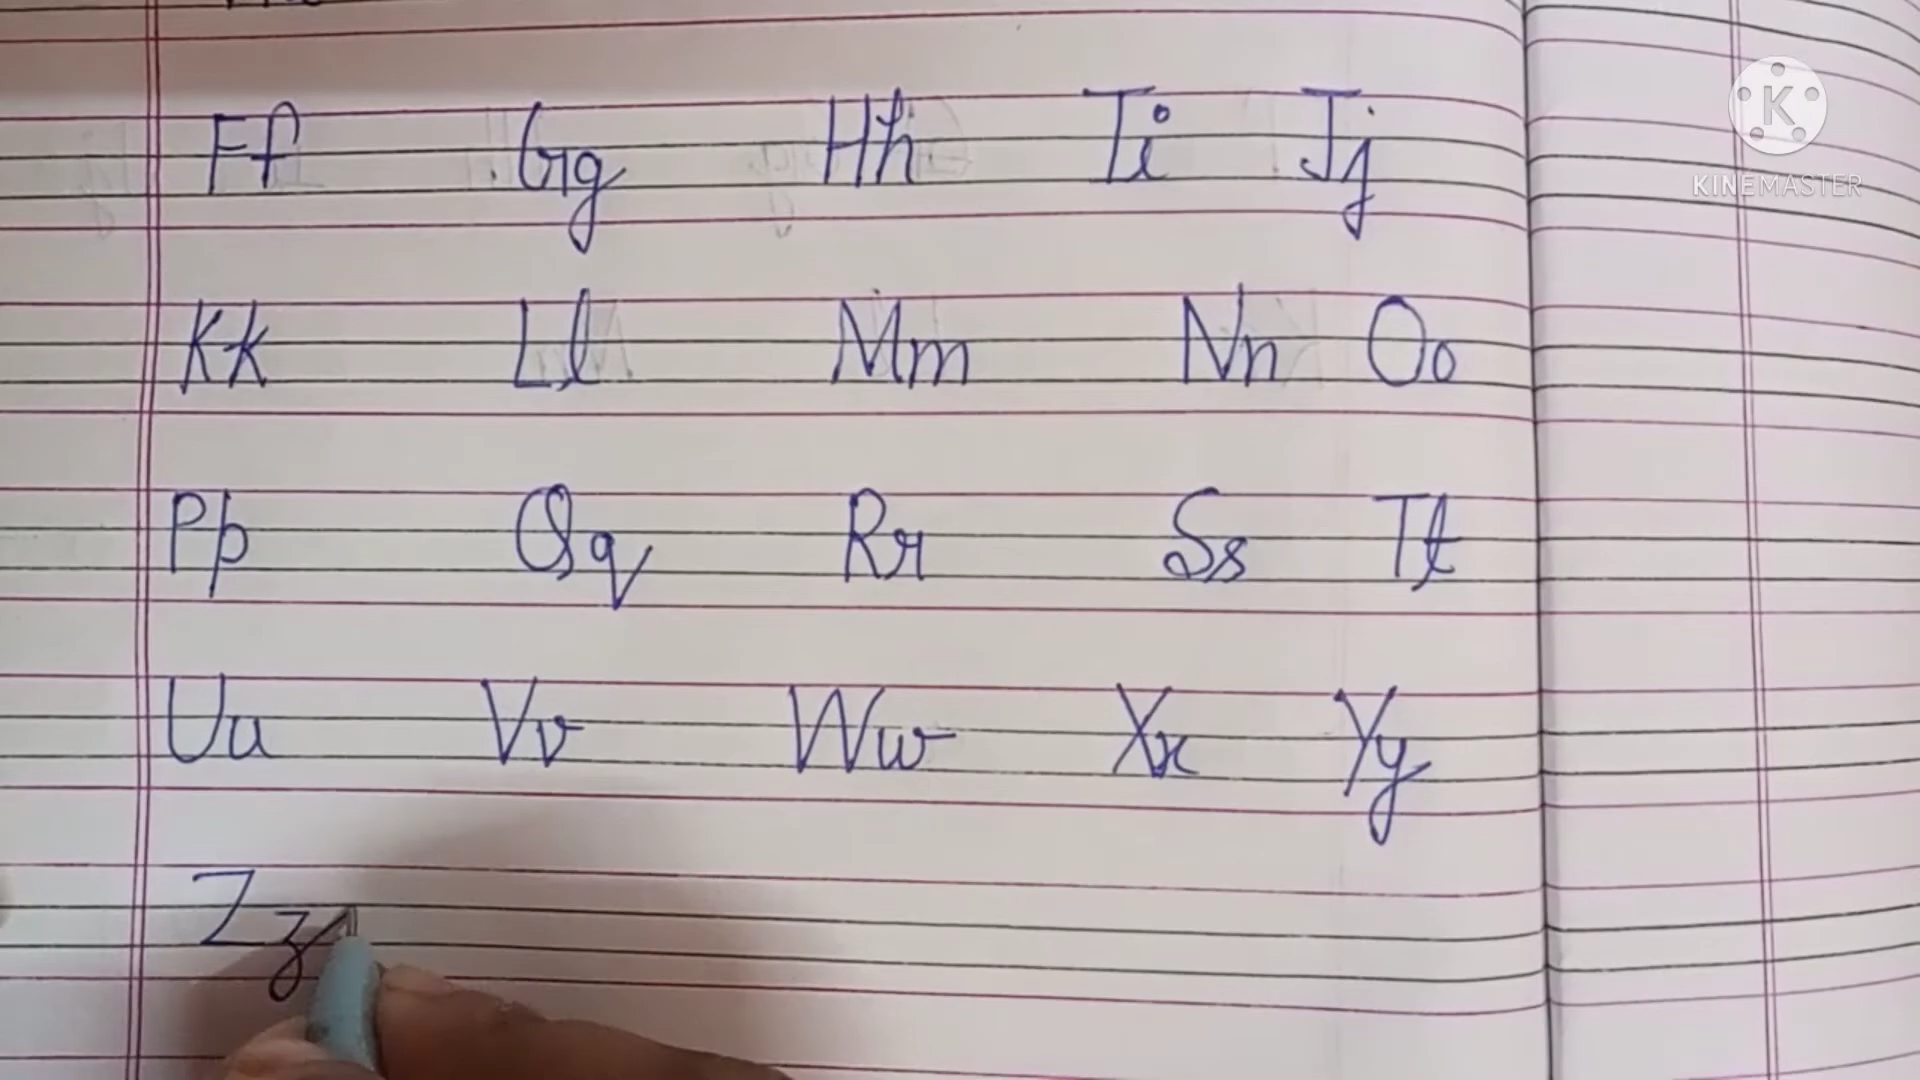 Ff Gg Hh Ii Jj
K
KINEMASTER
Kk Ll Mm Nn Oo
Pp Qq Rr Ss Tt
Uu Vv Ww Xx Yy
Zz